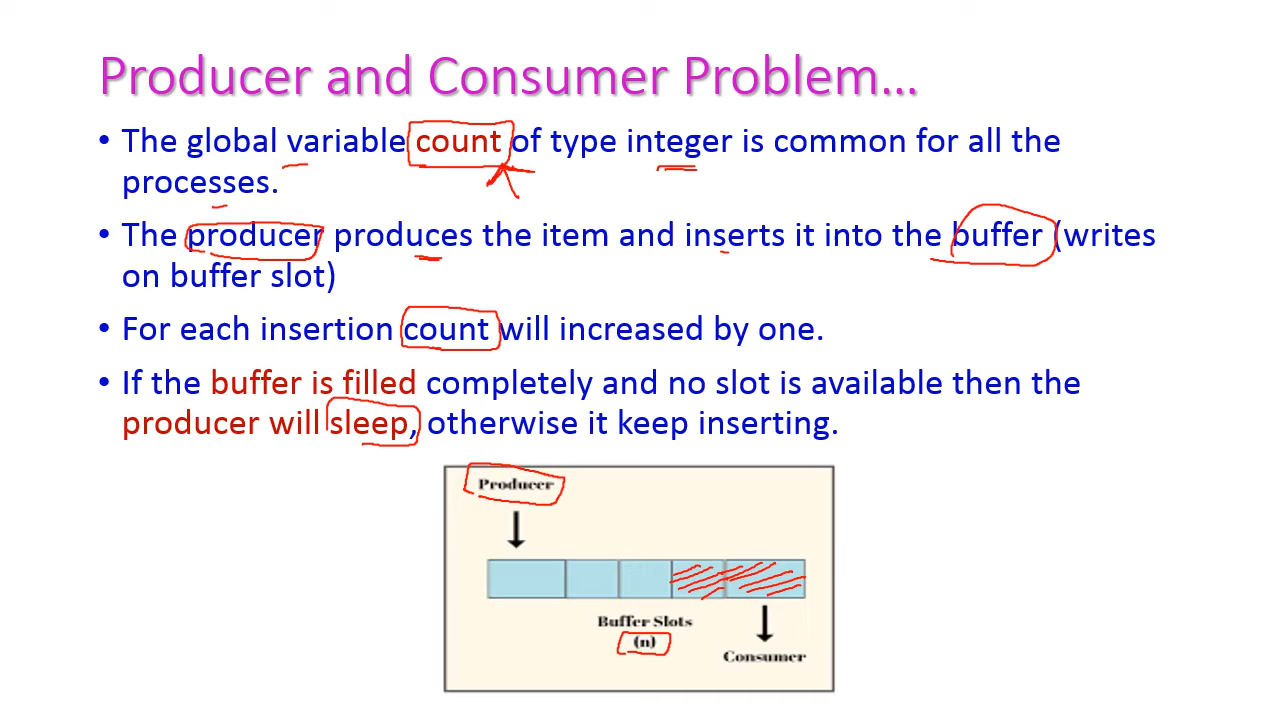 Producer and Consumer Problem...
• The global variable count of type integer is common for all the
processes.
• The producer produces the item and inserts it into the buffer (writes
on buffer slot)
• For each insertion count will increased by one.
• If the buffer is filled completely and no slot is available then the
producer will sleep, otherwise it keep inserting.
Producer
Buffer Slots
(n)
Consumer